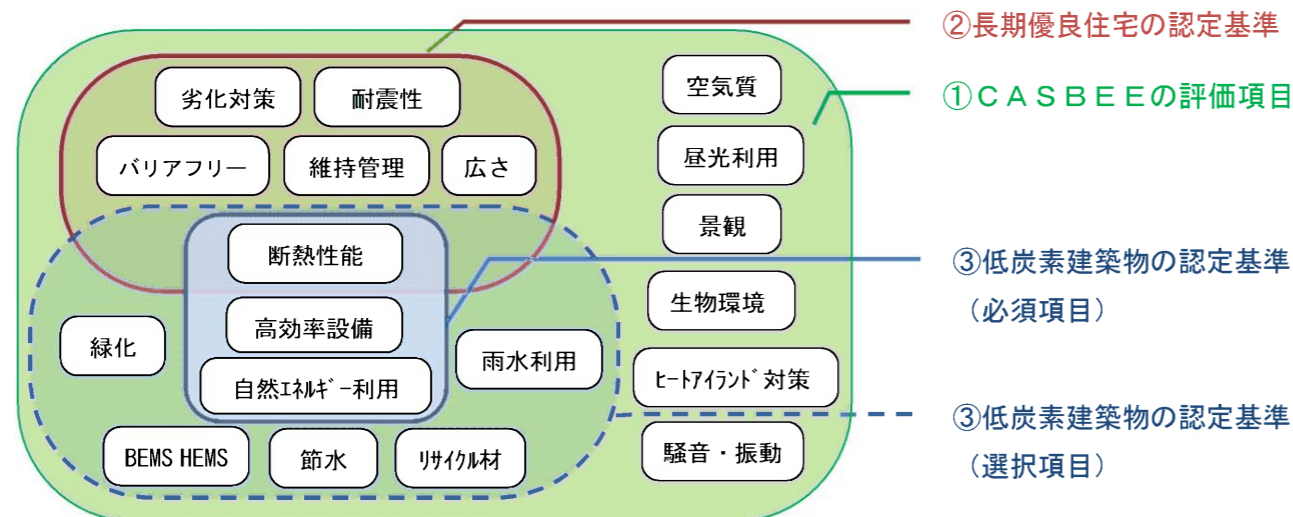 ②長期優良住宅の認定基準
①ＣＡＳＢＥＥの評価項目
劣化対策
耐震性
空気質
バリアフリー
維持管理
広さ
昼光利用
景観
断熱性能
③低炭素建築物の認定基準
（必須項目）
生物環境
高効率設備
緑化
雨水利用
自然ｴﾈﾙｷﾞｰ利用
ﾋｰﾄｱｲﾗﾝﾄﾞ対策
③低炭素建築物の認定基準
（選択項目）
BEMS HEMS
節水
ﾘｻｲｸﾙ材
騒音・振動